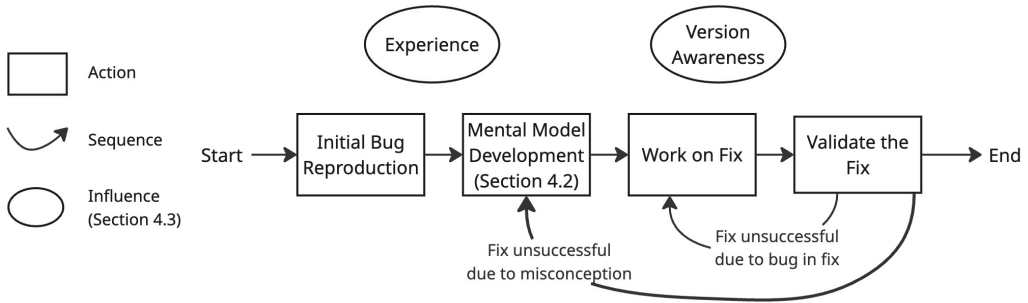 Experience
Version
Awareness
Action
Sequence
Influence
(Section 4.3)
Start
Initial Bug
Reproduction
Mental Model
Development
(Section 4.2)
Work on Fix
Validate the
Fix
End
Fix unsuccessful
due to misconception
Fix unsuccessful
due to bug in fix